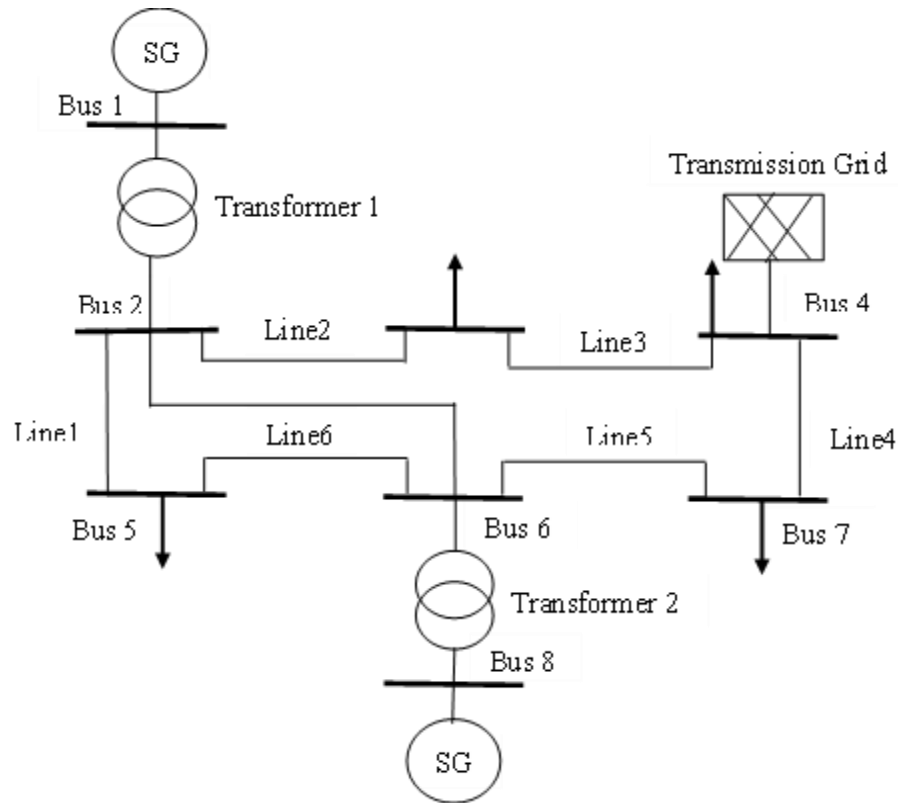 SG
Bus 1
Transformer 1
Transmission Grid
Bus 2
Bus 4
Line2
Line3
Line1
Line6
Line5
Line4
Bus 5
Bus 6
Bus 7
Transformer 2
Bus 8
SG